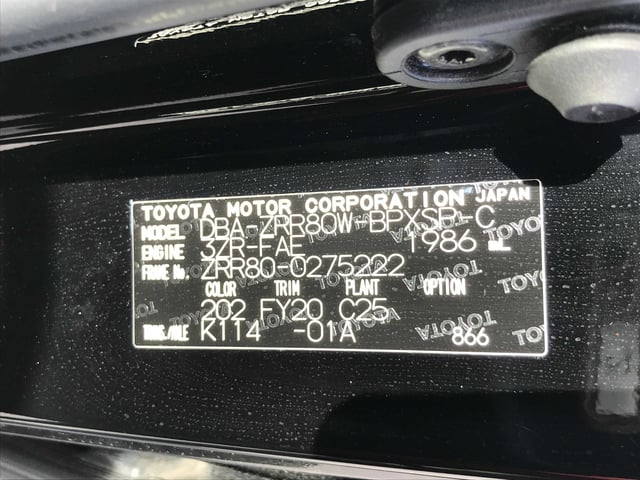 TOYOTA MOTOR CORPORATION JAPAN
MODEL DBA-ZRR80W-BPXSP-C
ENGINE 3ZR-FAE 1986 mL
FRAME No. ZRR80-0275222
COLOR TRIM PLANT OPTION
202 FY20 C25
TRANS/AXLE K114 -01A 866